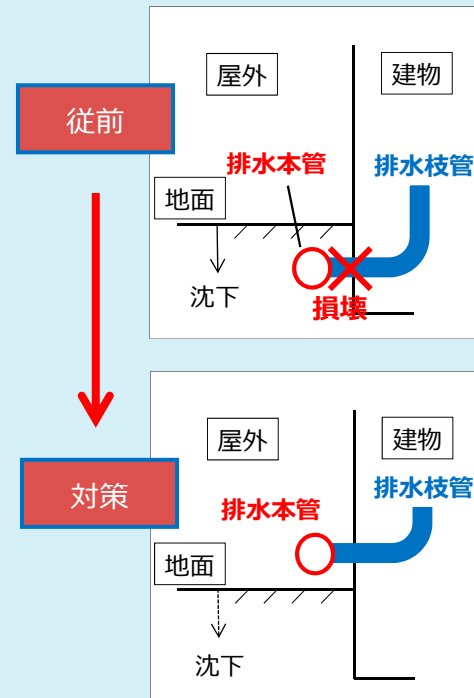 従前
屋外
建物
排水本管
排水枝管
地面
沈下
損壊
対策
屋外
建物
排水枝管
排水本管
地面
沈下